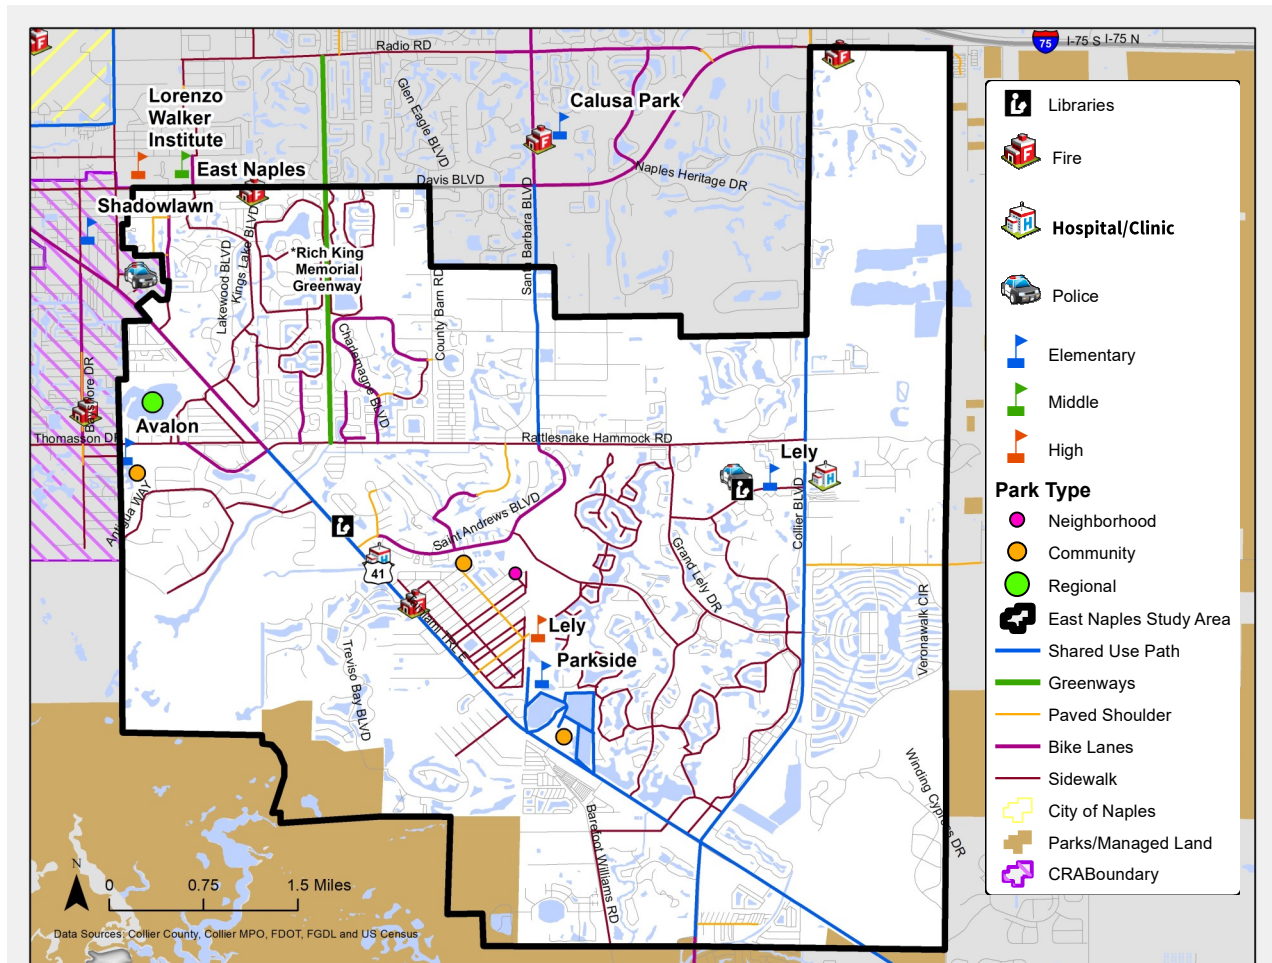 Radio RD
75
I-75 S
I-75 N
Lorenzo
Walker
Institute
Glen Eagle BLVD
Calusa Park
East Naples
Davis BLVD
Naples Heritage DR
Shadowlawn
Lakewood BLVD
Kings Lake BLVD
*Rich King
Memorial
Greenway
County Barn RD
Santa Barbara BLVD
Charlemagne BLVD
Bayshore DR
Avalon
Thomasson DR
Rattlesnake Hammock RD
Lely
Antigua WAY
Saint Andrews BLVD
Collier BLVD
Grand Lely DR
41
Lely
Parkside
Treviso Bay BLVD
Veronawalk CIR
Winding Cypress DR
Barefoot Williams RD
N
0
0.75
1.5 Miles
Data Sources: Collier County, Collier MPO, FDOT, FGDL and US Census
Libraries
Fire
Hospital/Clinic
Police
Elementary
Middle
High
Park Type
Neighborhood
Community
Regional
East Naples Study Area
Shared Use Path
Greenways
Paved Shoulder
Bike Lanes
Sidewalk
City of Naples
Parks/Managed Land
CRABoundary